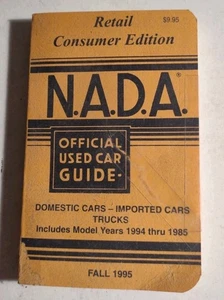 Retail
$9.95
Consumer Edition
N.A.D.A.®
OFFICIAL
USED CAR
GUIDE-
DOMESTIC CARS – IMPORTED CARS
TRUCKS
Includes Model Years 1994 thru 1985
FALL 1995